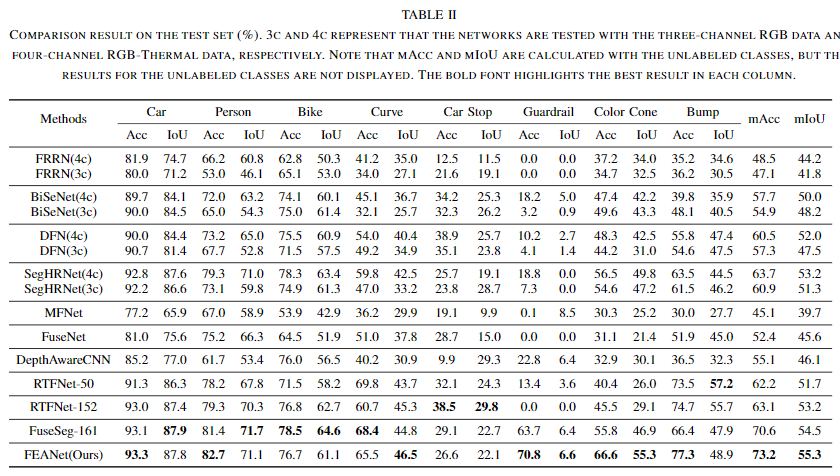 TABLE II
COMPARISON RESULT ON THE TEST SET (%). 3C AND 4C REPRESENT THAT THE NETWORKS ARE TESTED WITH THE THREE-CHANNEL RGB DATA AN
FOUR-CHANNEL RGB-THERMAL DATA, RESPECTIVELY. NOTE THAT MACC AND MIOU ARE CALCULATED WITH THE UNLABELED CLASSES, BUT TH
RESULTS FOR THE UNLABELED CLASSES ARE NOT DISPLAYED. THE BOLD FONT HIGHLIGHTS THE BEST RESULT IN EACH COLUMN.
Methods Car Person Bike Curve Car Stop Guardrail Color Cone Bump mAcc mIoU
Acc IoU Acc IoU Acc IoU Acc IoU Acc IoU Acc IoU Acc IoU Acc IoU
FRRN(4c) 81.9 74.7 66.2 60.8 62.8 50.3 41.2 35.0 12.5 11.5 0.0 0.0 37.2 34.0 35.2 34.6 48.5 44.2
FRRN(3c) 80.0 71.2 53.0 46.1 65.1 53.0 34.0 27.1 21.6 19.1 0.0 0.0 34.7 32.5 36.2 30.5 47.1 41.8
BiSeNet(4c) 89.7 84.1 72.0 63.2 74.1 60.1 45.1 36.7 34.2 25.3 18.2 5.0 47.4 42.2 39.8 35.9 57.7 50.0
BiSeNet(3c) 90.0 84.5 65.0 54.3 75.0 61.4 32.1 25.7 32.3 26.2 3.2 0.9 49.6 43.3 48.1 40.5 54.9 48.2
DFN(4c) 90.0 84.4 73.2 65.0 75.5 60.9 54.0 40.4 38.9 25.7 10.2 2.7 48.3 42.5 55.8 47.4 60.5 52.0
DFN(3c) 90.7 81.4 67.7 52.8 71.5 57.5 49.2 34.9 35.1 23.8 4.1 1.4 44.2 31.0 54.6 47.5 57.3 47.5
SegHRNet(4c) 92.8 87.6 79.3 71.0 78.3 63.4 59.8 42.5 25.7 19.1 18.8 0.0 56.5 49.8 63.5 44.5 63.7 53.2
SegHRNet(3c) 92.2 86.6 73.1 59.8 74.9 61.3 47.0 33.2 23.8 28.7 7.3 0.0 54.6 47.2 61.5 46.2 60.9 51.3
MFNet 77.2 65.9 67.0 58.9 53.9 42.9 36.2 29.9 19.1 9.9 0.1 8.5 30.3 25.2 30.0 27.7 45.1 39.7
FuseNet 81.0 75.6 75.2 66.3 64.5 51.9 51.0 37.8 28.7 15.0 0.0 0.0 31.1 21.4 51.9 45.0 52.4 45.6
DepthAwareCNN 85.2 77.0 61.7 53.4 76.0 56.5 40.2 30.9 9.9 29.3 22.8 6.4 32.9 30.1 36.5 32.3 55.1 46.1
RTFNet-50 91.3 86.3 78.2 67.8 71.5 58.2 69.8 43.7 32.1 24.3 13.4 3.6 40.4 26.0 73.5 57.2 62.2 51.7
RTFNet-152 93.0 87.4 79.3 70.3 76.8 62.7 60.7 45.3 38.5 29.8 0.0 0.0 45.5 29.1 74.7 55.7 63.1 53.2
FuseSeg-161 93.1 87.9 81.4 71.7 78.5 64.6 68.4 44.8 29.1 22.7 63.7 6.4 55.8 46.9 66.4 47.9 70.6 54.5
FEANet(Ours) 93.3 87.8 82.7 71.1 76.7 61.1 65.5 46.5 26.6 22.1 70.8 6.6 66.6 55.3 77.3 48.9 73.2 55.3